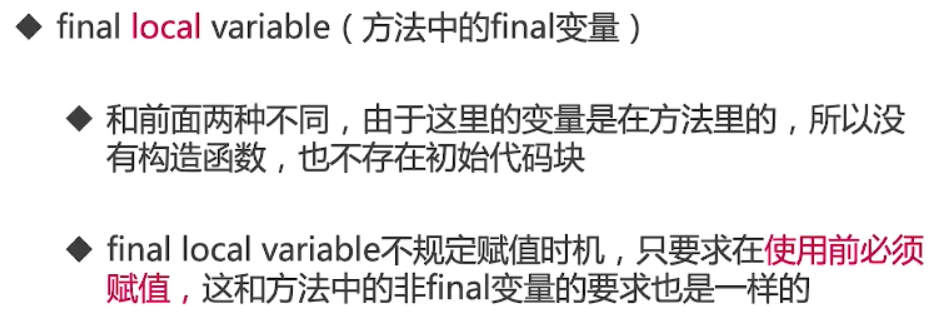 ◆ final local variable（方法中的final变量）
◆ 和前面两种不同，由于这里的变量是在方法里的，所以没
有构造函数，也不存在初始代码块
◆ final local variable不规定赋值时机，只要求在使用前必须
赋值，这和方法中的非final变量的要求也是一样的